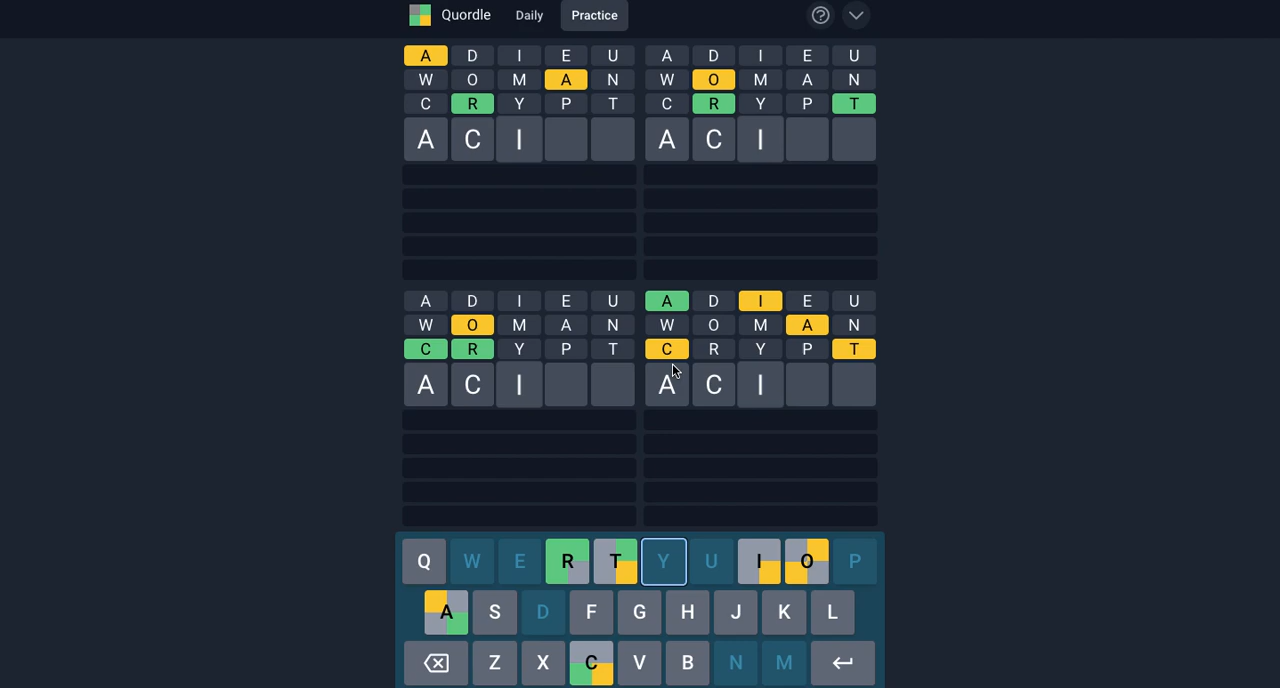 Quordle Daily Practice
A D I E U A D I E U
W O M A N W O M A N
C R Y P T C R Y P T
A C I A C I
A D I E U A D I E U
W O M A N W O M A N
C R Y P T C R Y P T
A C I A C I
Q W E R T Y U I O P
A S D F G H J K L
Z X C V B N M